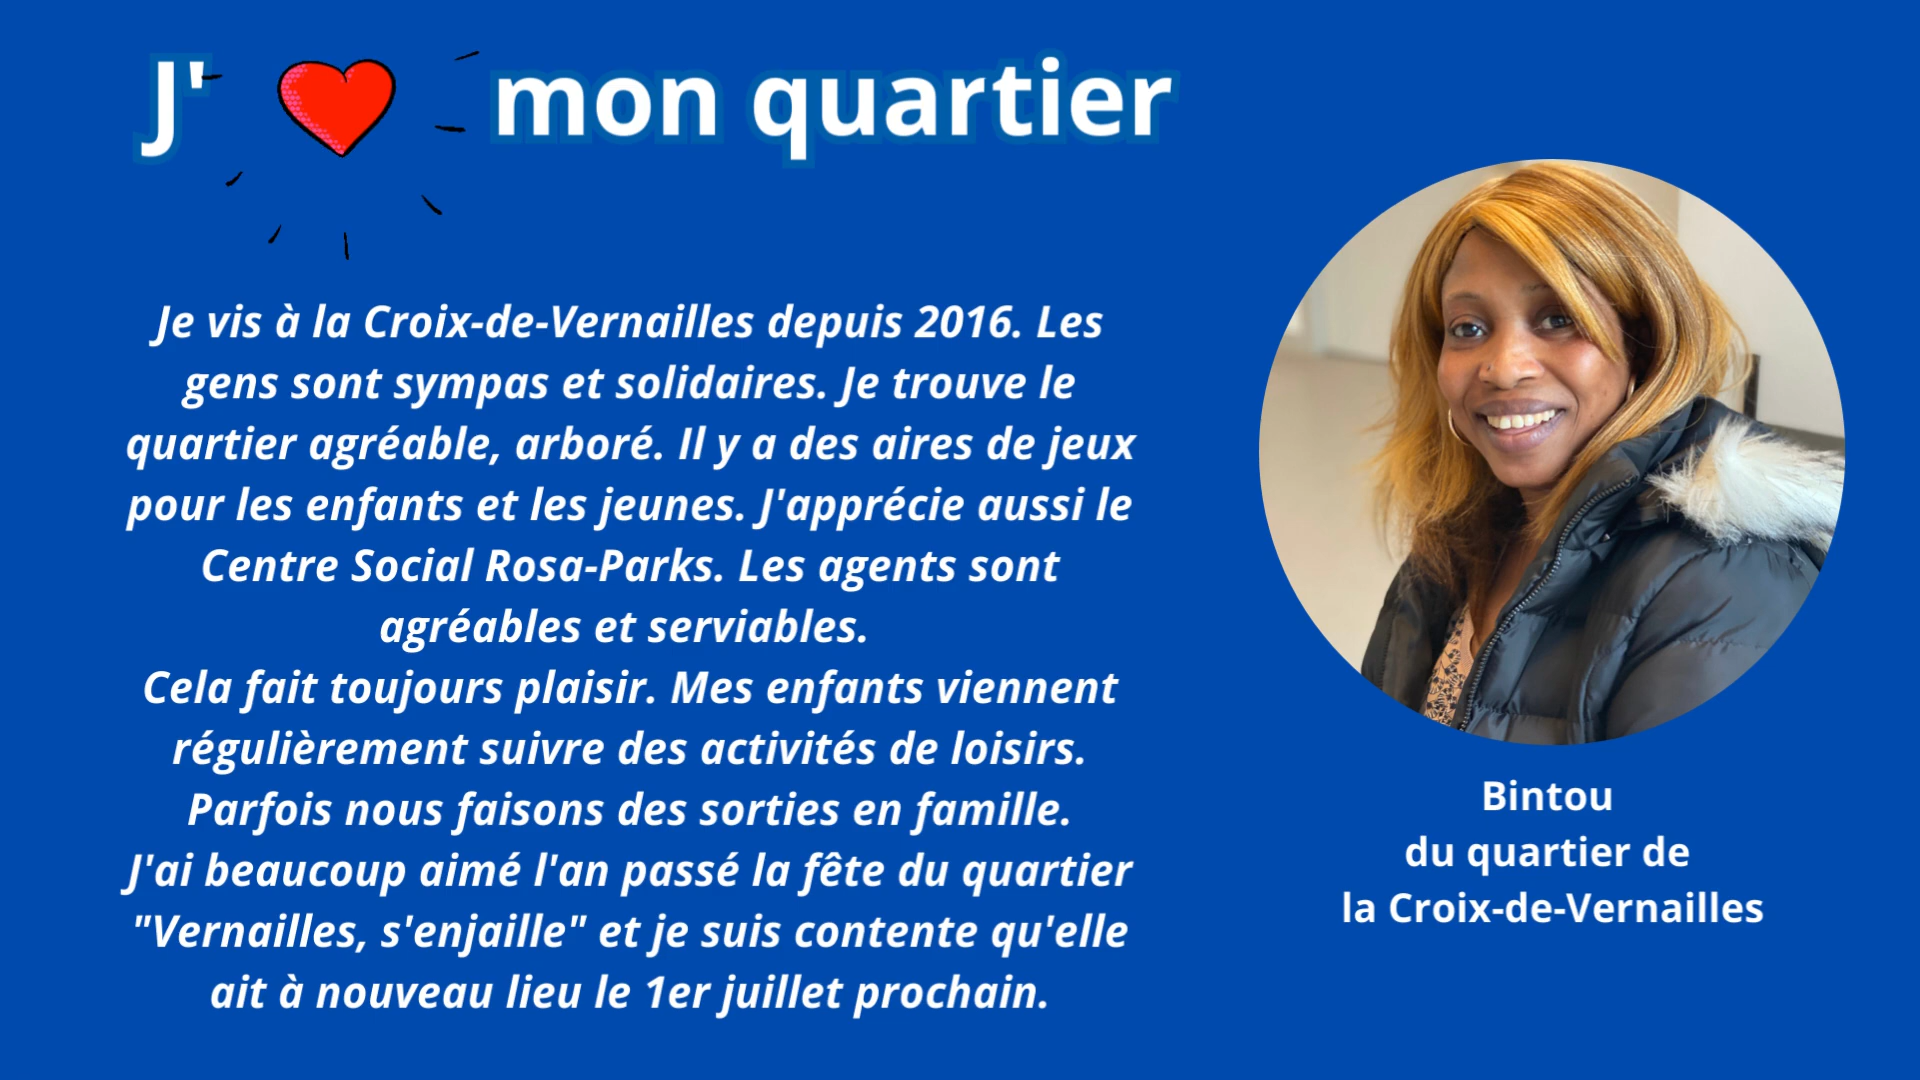 J' mon quartier
Je vis à la Croix-de-Vernailles depuis 2016. Les
gens sont sympas et solidaires. Je trouve le
quartier agréable, arboré. Il y a des aires de jeux
pour les enfants et les jeunes. J'apprécie aussi le
Centre Social Rosa-Parks. Les agents sont
agréables et serviables.
Cela fait toujours plaisir. Mes enfants viennent
régulièrement suivre des activités de loisirs.
Parfois nous faisons des sorties en famille.
J'ai beaucoup aimé l'an passé la fête du quartier
"Vernailles, s'enjaille" et je suis contente qu'elle
ait à nouveau lieu le 1er juillet prochain.
Bintou
du quartier de
la Croix-de-Vernailles